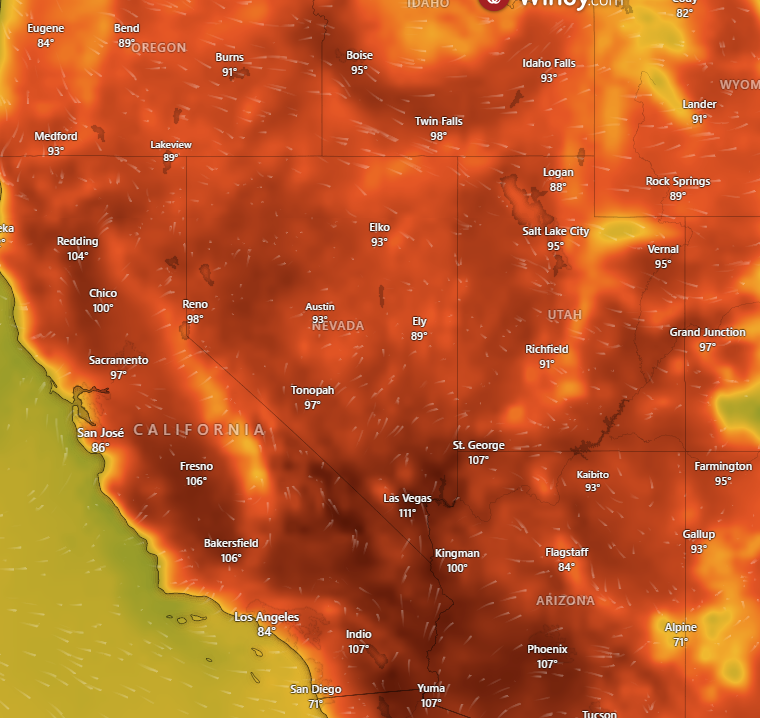 IDAHO
Windy.com
Cody
82°
Eugene
84°
Bend
89°
OREGON
Burns
91°
Boise
95°
Idaho Falls
93°
WYOM
Lander
91°
Twin Falls
98°
Medford
93°
Lakeview
89°
Logan
88°
Rock Springs
89°
eka
°
Redding
104°
Elko
93°
Salt Lake City
95°
Vernal
95°
Chico
100°
Reno
98°
Austin
93°
NEVADA
Ely
89°
UTAH
Grand Junction
97°
Sacramento
97°
Richfield
91°
Tonopah
97°
CALIFORNIA
San José
86°
St. George
107°
Fresno
106°
Kaibito
93°
Farmington
95°
Las Vegas
111°
Bakersfield
106°
Kingman
100°
Flagstaff
84°
Gallup
93°
ARIZONA
Los Angeles
84°
Indio
107°
Phoenix
107°
Alpine
71°
San Diego
71°
Yuma
107°
Tucson